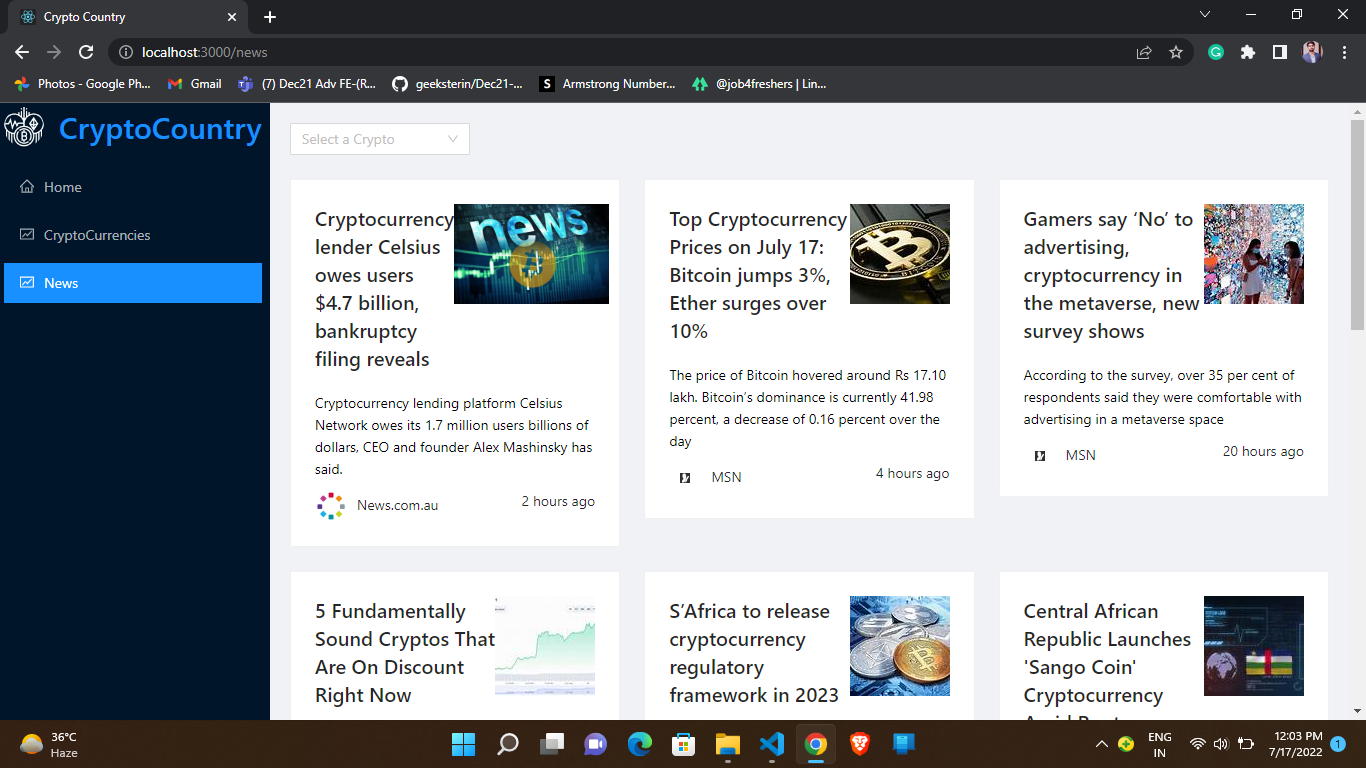 Crypto Country
localhost:3000/news
Photos - Google Ph...
Gmail
(7) Dec21 Adv FE-(R...
geeksterin/Dec21-...
S
Armstrong Number...
@job4freshers | Lin...
CryptoCountry
Home
CryptoCurrencies
News
Select a Crypto
Cryptocurrency
lender Celsius
owes users
$4.7 billion,
bankruptcy
filing reveals
news
Cryptocurrency lending platform Celsius
Network owes its 1.7 million users billions of
dollars, CEO and founder Alex Mashinsky has
said.
News.com.au
2 hours ago
Top Cryptocurrency
Prices on July 17:
Bitcoin jumps 3%,
Ether surges over
10%
The price of Bitcoin hovered around Rs 17.10
lakh. Bitcoin’s dominance is currently 41.98
percent, a decrease of 0.16 percent over the
day
MSN
4 hours ago
Gamers say ‘No’ to
advertising,
cryptocurrency in
the metaverse, new
survey shows
According to the survey, over 35 per cent of
respondents said they were comfortable with
advertising in a metaverse space
MSN
20 hours ago
5 Fundamentally
Sound Cryptos That
Are On Discount
Right Now
S’Africa to release
cryptocurrency
regulatory
framework in 2023
Central African
Republic Launches
'Sango Coin'
Cryptocurrency
36°C
Haze
ENG
IN
12:03 PM
7/17/2022
1